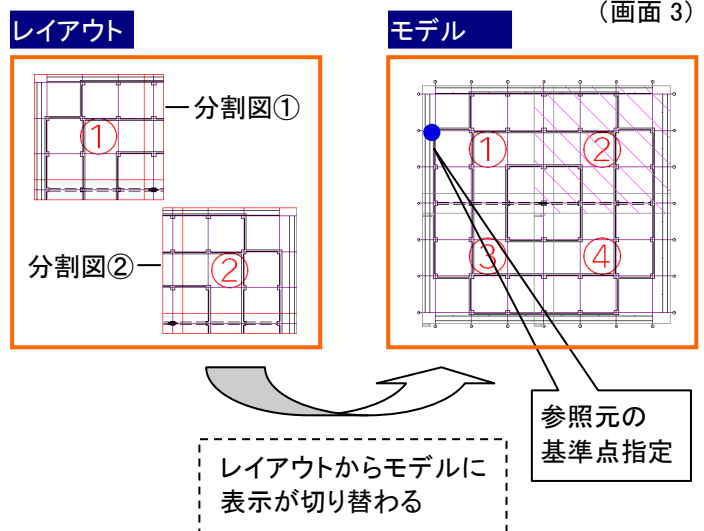 (画面 3)
レイアウト
モデル
分割図①
①
分割図②
②
①
②
③
④
参照元の
基準点指定
レイアウトからモデルに
表示が切り替わる